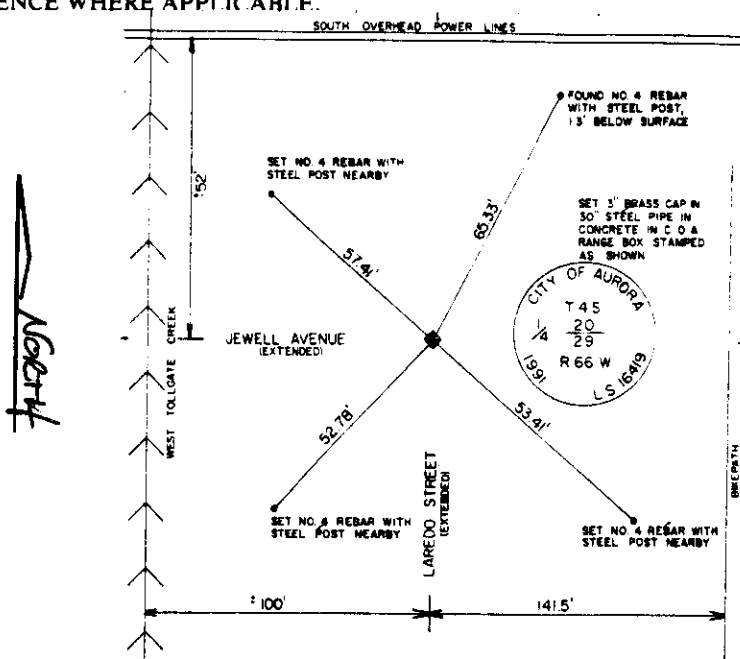 ENCE WHERE APPLICABLE.
SOUTH OVERHEAD POWER LINES
FOUND NO. 4 REBAR
WITH STEEL POST,
1.3' BELOW SURFACE
SET NO. 4 REBAR WITH
STEEL POST NEARBY
±52'
65.33'
57.41'
SET 3" BRASS CAP IN
30" STEEL PIPE IN
CONCRETE IN C O A
RANGE BOX STAMPED
AS SHOWN
CITY OF AURORA
T 4 S
1/4 20
29
R 66 W
1991
LS 16419
NORTH
WEST TOLLGATE CREEK
JEWELL AVENUE
(EXTENDED)
52.78'
53.41'
LAREDO STREET
(EXTENDED)
BIKEPATH
SET NO. 4 REBAR WITH
STEEL POST NEARBY
SET NO. 4 REBAR WITH
STEEL POST NEARBY
±100'
141.5'